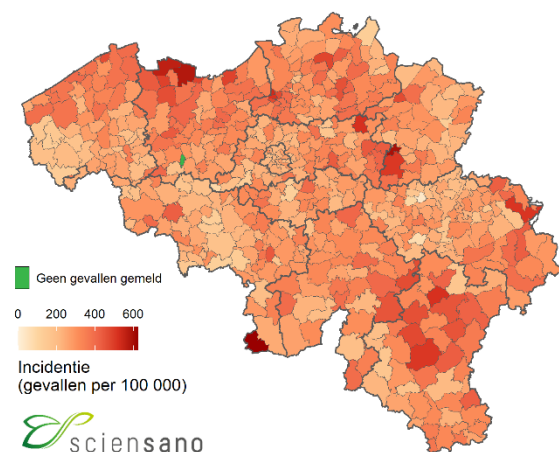 Geen gevallen gemeld
0 200 400 600
Incidentie
(gevallen per 100 000)
sciensano